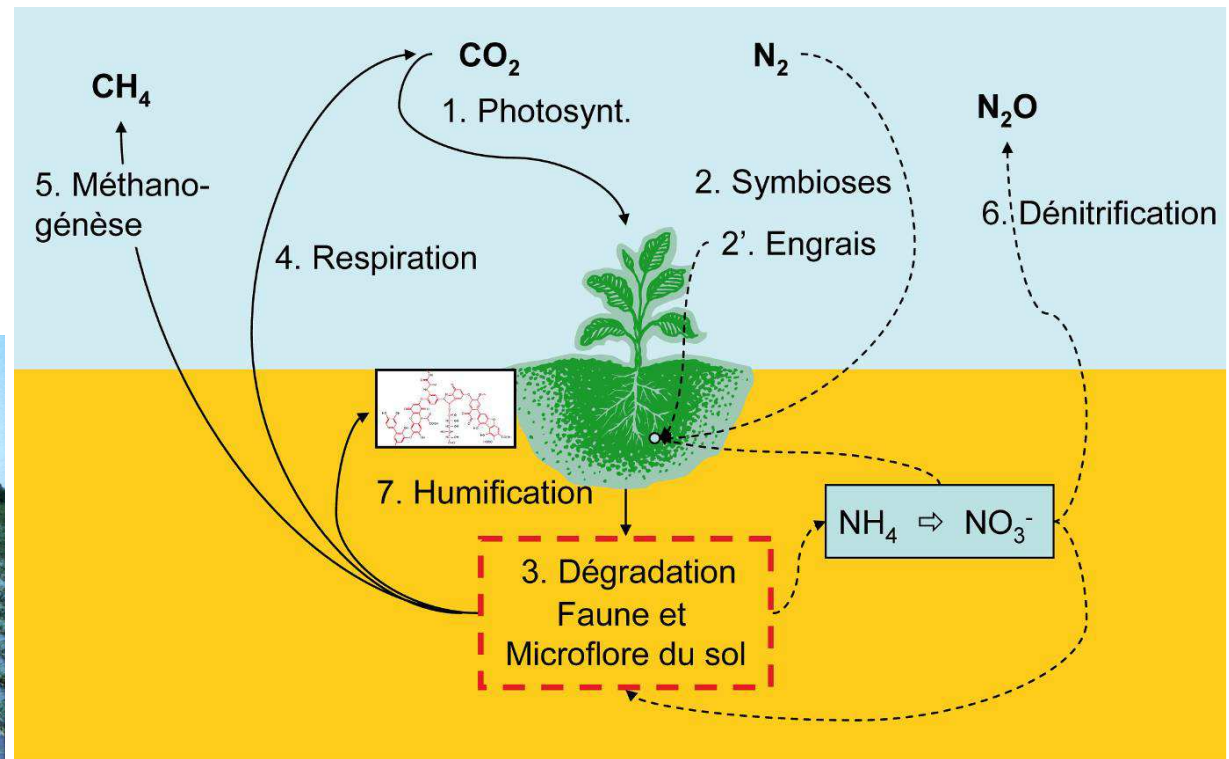 CO₂
N₂
CH₄
N₂O
1. Photosynt.
5. Méthano-
génèse
2. Symbioses
6. Dénitrification
4. Respiration
2’. Engrais
7. Humification
NH₄ ⇨ NO₃⁻
3. Dégradation
Faune et
Microflore du sol